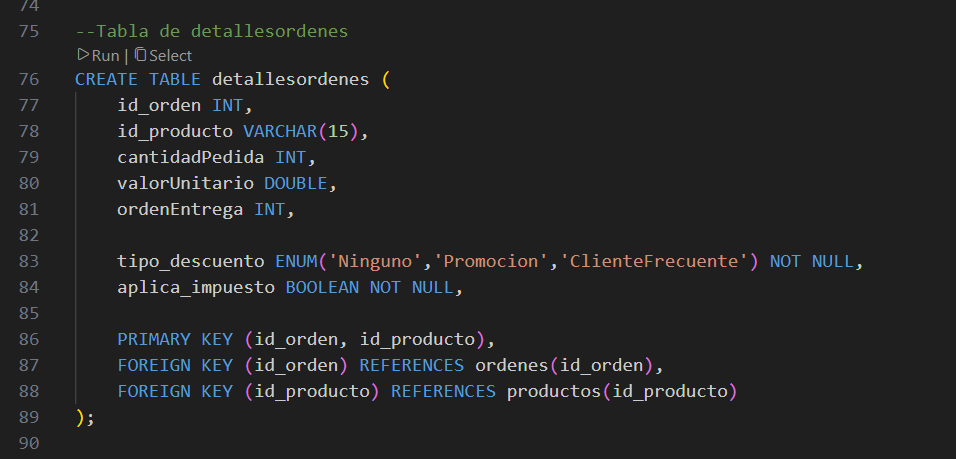 74
75 --Tabla de detallesordenes
Run | Select
76 CREATE TABLE detallesordenes (
77 id_orden INT,
78 id_producto VARCHAR(15),
79 cantidadPedida INT,
80 valorUnitario DOUBLE,
81 ordenEntrega INT,
82
83 tipo_descuento ENUM('Ninguno','Promocion','ClienteFrecuente') NOT NULL,
84 aplica_impuesto BOOLEAN NOT NULL,
85
86 PRIMARY KEY (id_orden, id_producto),
87 FOREIGN KEY (id_orden) REFERENCES ordenes(id_orden),
88 FOREIGN KEY (id_producto) REFERENCES productos(id_producto)
89 );
90